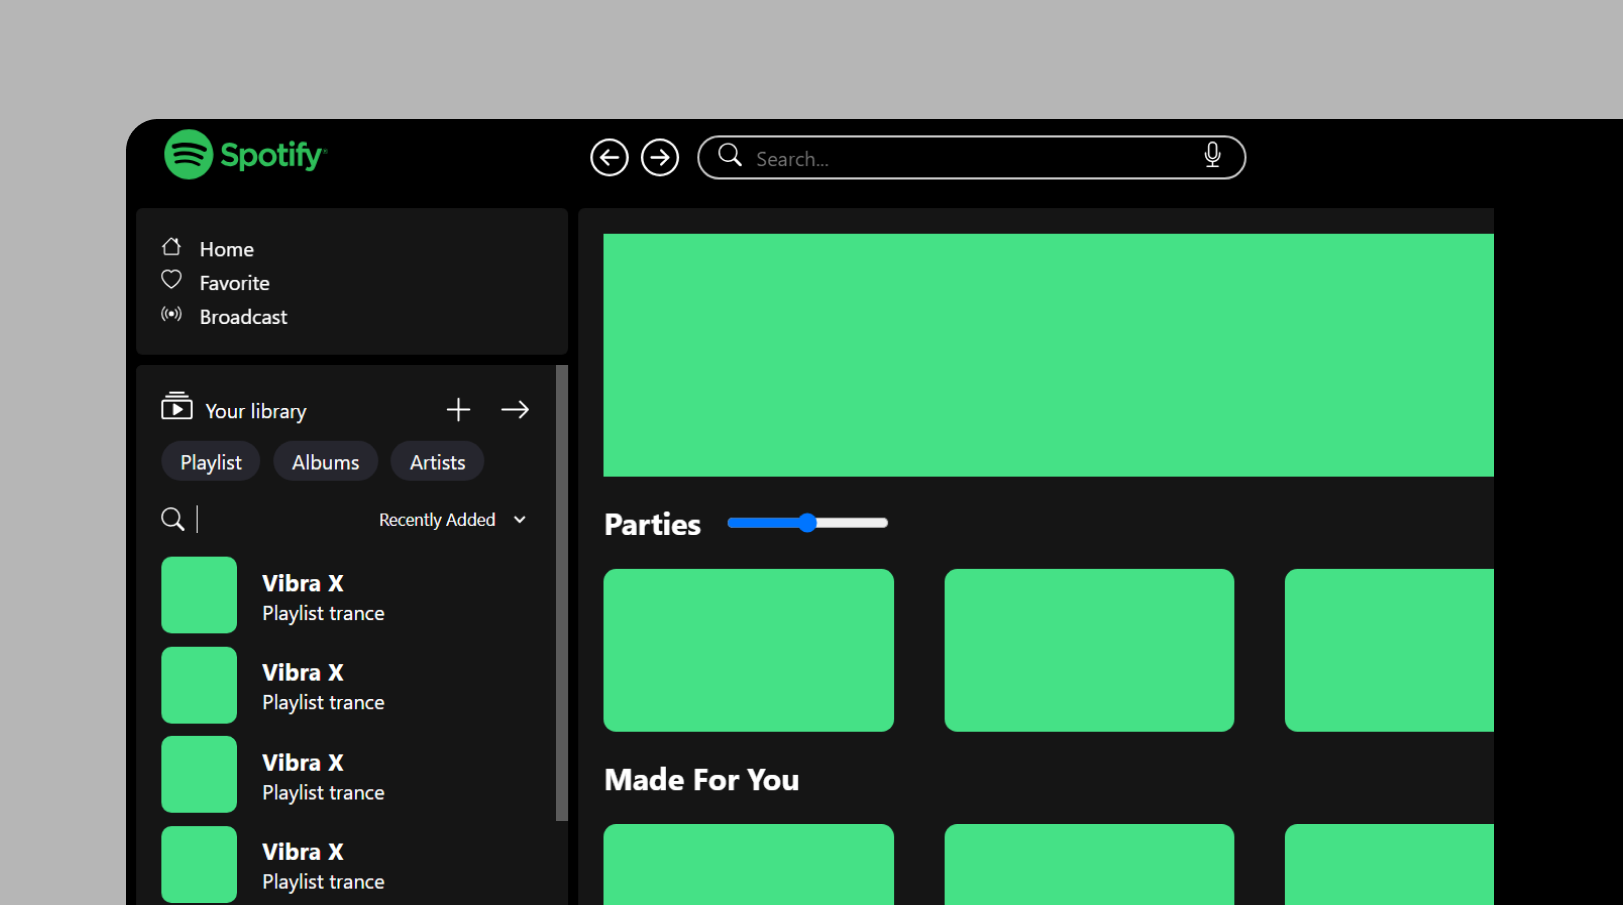 Spotify®
Search...
Home
Favorite
Broadcast
Your library
Playlist Albums Artists
Recently Added
Vibra X
Playlist trance
Vibra X
Playlist trance
Vibra X
Playlist trance
Vibra X
Playlist trance
Parties
Made For You